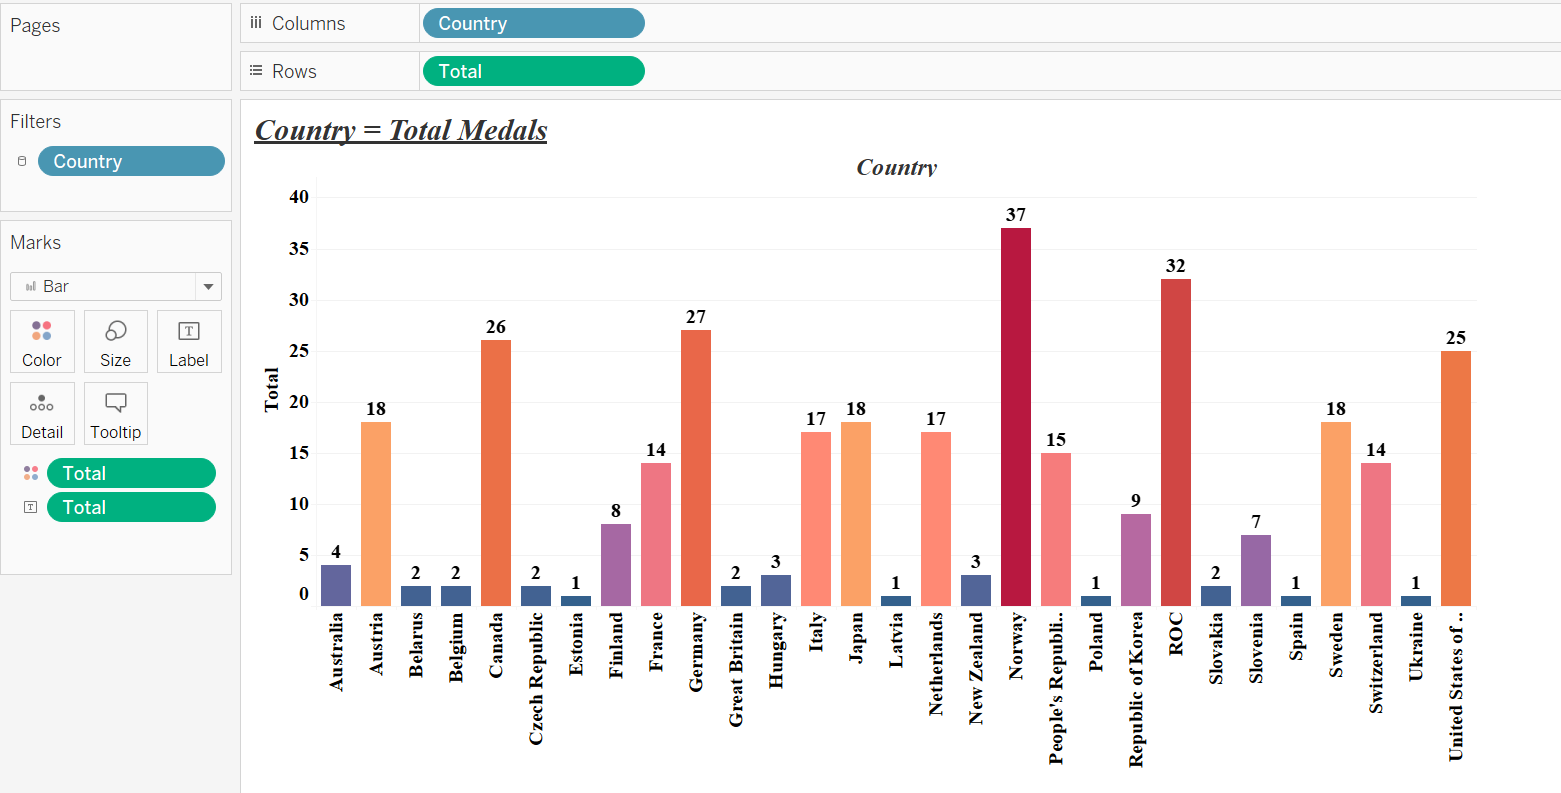 Pages
Columns
Country
Rows
Total
Filters
Country
Marks
Bar
Color
Size
T
Label
Detail
Tooltip
Total
T
Total
Country = Total Medals
Country
Total
40
35
30
25
20
15
10
5
0
4
18
2
2
26
2
1
8
14
27
2
3
17
18
1
17
3
37
15
1
9
32
2
7
1
18
14
1
25
Australia
Austria
Belarus
Belgium
Canada
Czech Republic
Estonia
Finland
France
Germany
Great Britain
Hungary
Italy
Japan
Latvia
Netherlands
New Zealand
Norway
People's Republi..
Poland
Republic of Korea
ROC
Slovakia
Slovenia
Spain
Sweden
Switzerland
Ukraine
United States of ..